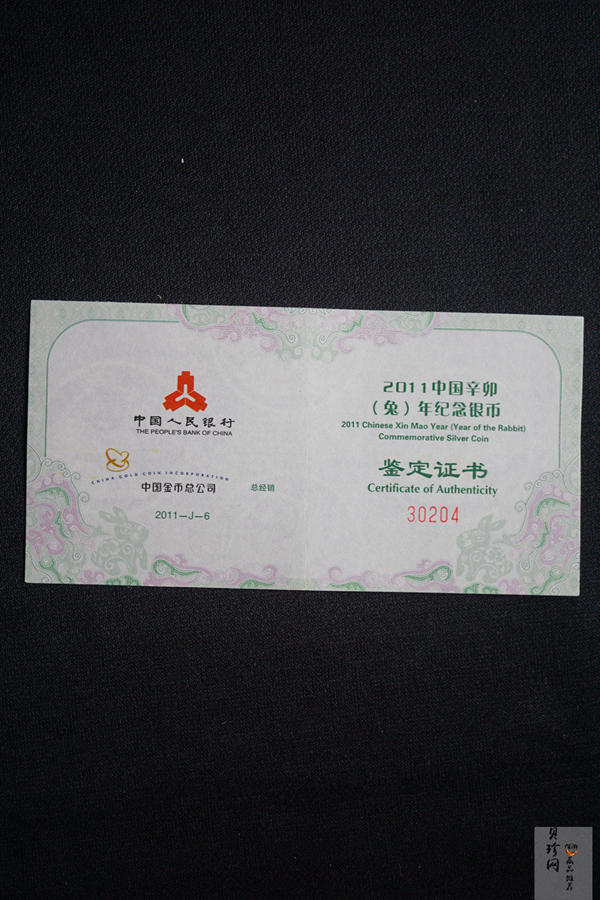 中国人民银行
THE PEOPLE'S BANK OF CHINA
CHINA GOLD COIN INCORPORATION
中国金币总公司 总经销
2011—J—6
2011中国辛卯
（兔）年纪念银币
2011 Chinese Xin Mao Year (Year of the Rabbit)
Commemorative Silver Coin
鉴定证书
Certificate of Authenticity
30204
贝珍网